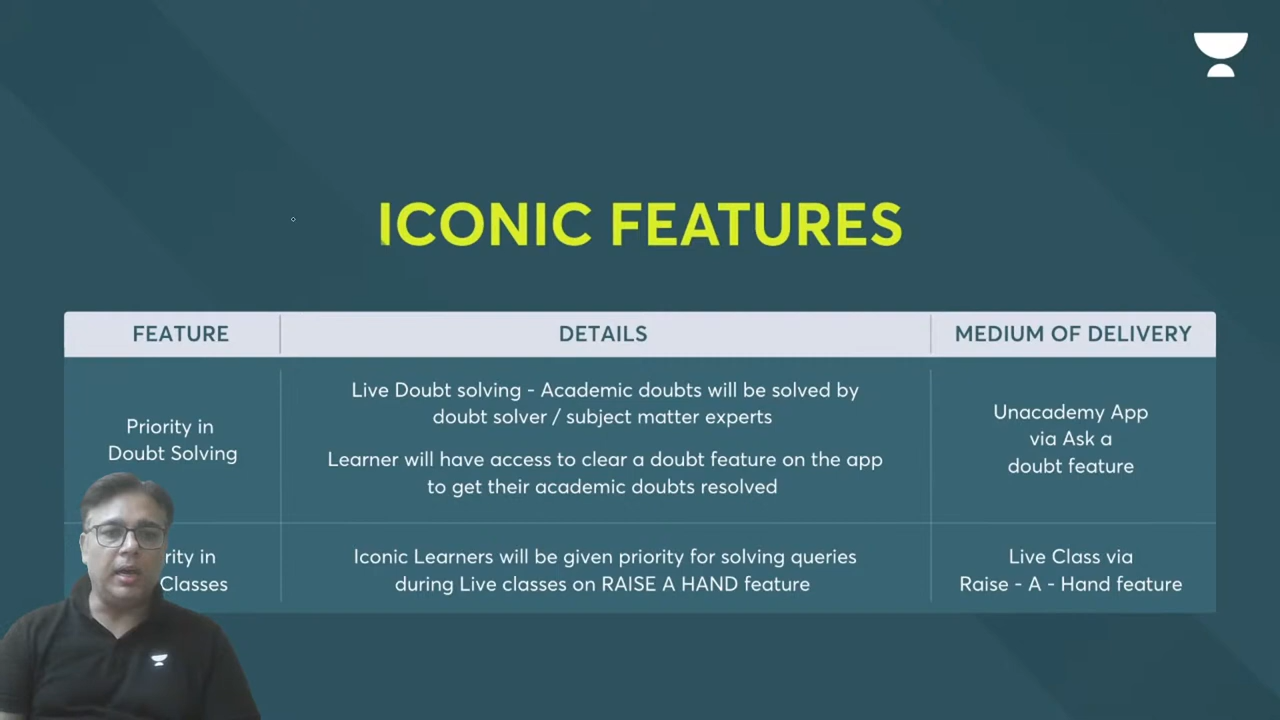 ICONIC FEATURES
FEATURE
DETAILS
MEDIUM OF DELIVERY
Priority in
Doubt Solving
Live Doubt solving - Academic doubts will be solved by
doubt solver / subject matter experts
Learner will have access to clear a doubt feature on the app
to get their academic doubts resolved
Unacademy App
via Ask a
doubt feature
in
Classes
Iconic Learners will be given priority for solving queries
during Live classes on RAISE A HAND feature
Live Class via
Raise - A - Hand feature